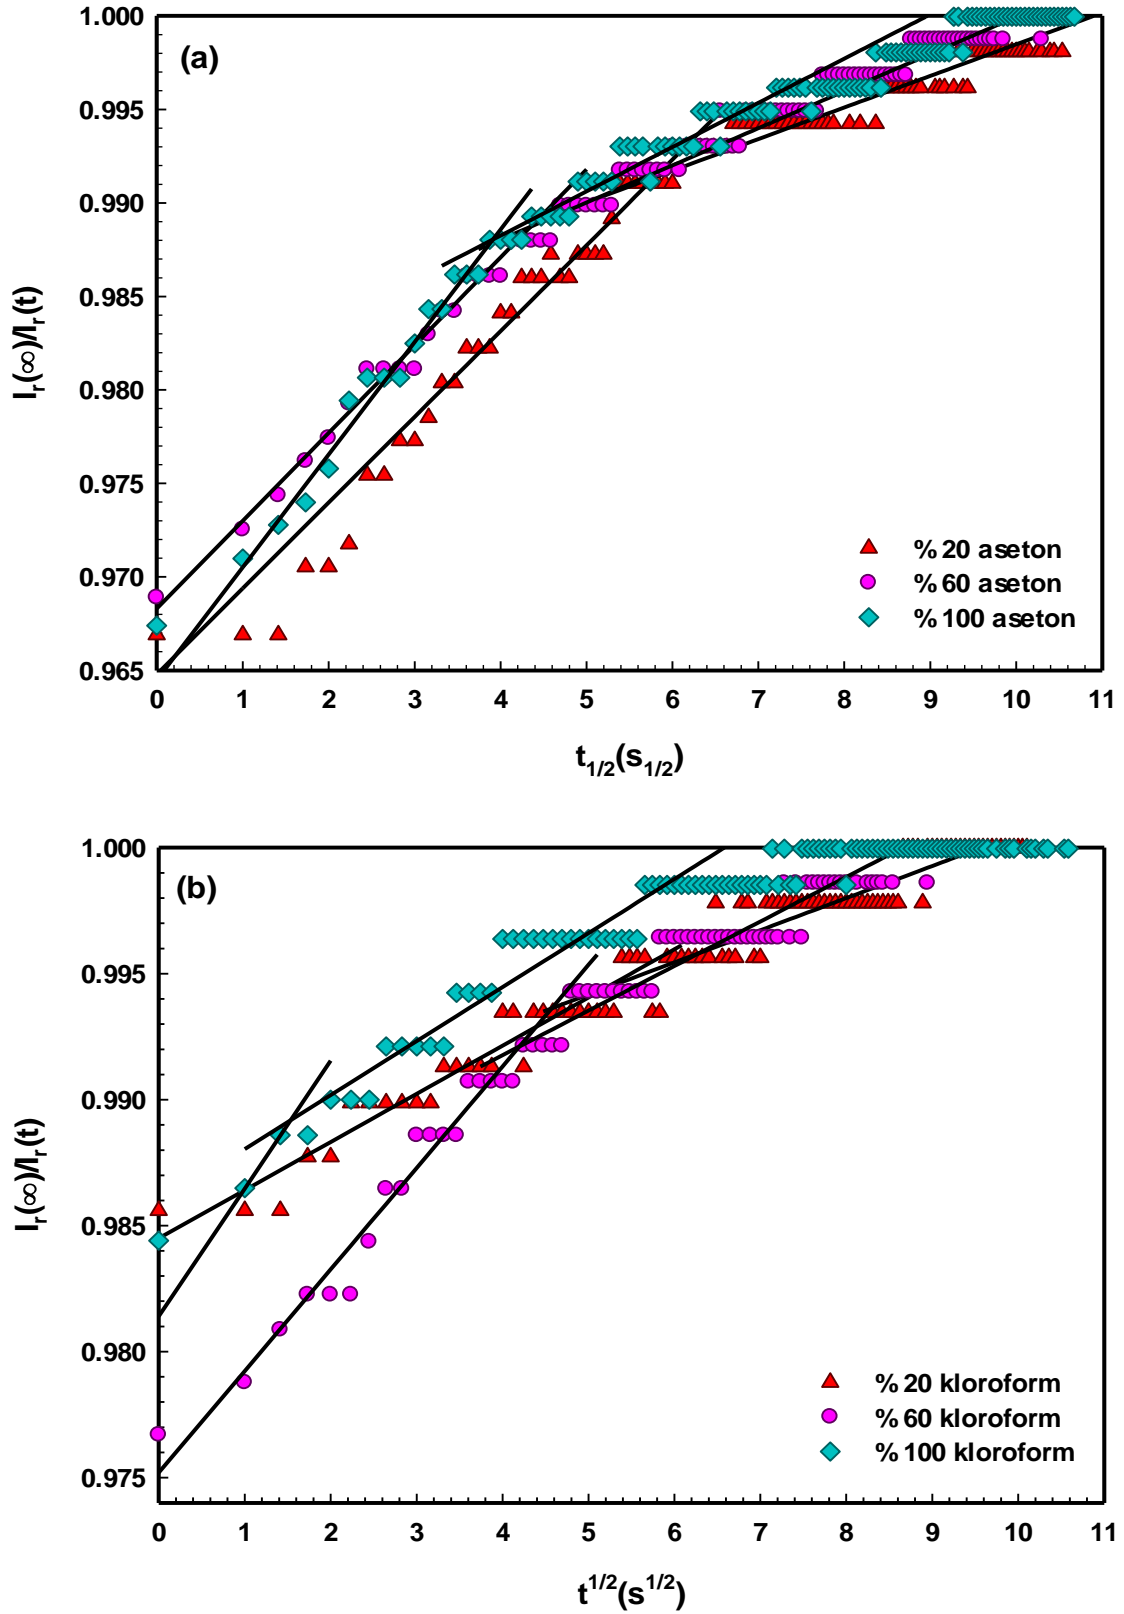 (a)
1.000
0.995
0.990
0.985
0.980
0.975
0.970
0.965
Iᵣ(∞)/Iᵣ(t)
% 20 aseton
% 60 aseton
% 100 aseton
0 1 2 3 4 5 6 7 8 9 10 11
t₁/₂(s₁/₂)
(b)
1.000
0.995
0.990
0.985
0.980
0.975
Iᵣ(∞)/Iᵣ(t)
% 20 kloroform
% 60 kloroform
% 100 kloroform
0 1 2 3 4 5 6 7 8 9 10 11
t¹/²(s¹/²)